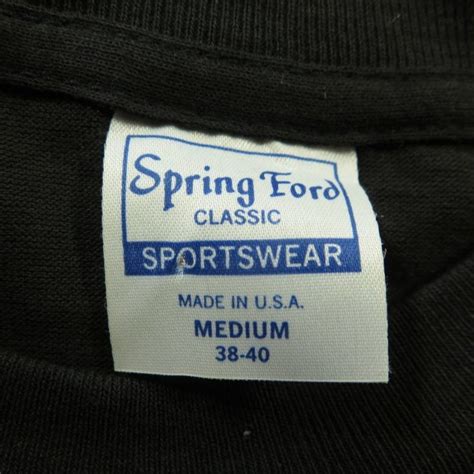 Spring Ford
CLASSIC
SPORTSWEAR
MADE IN U.S.A.
MEDIUM
38-40